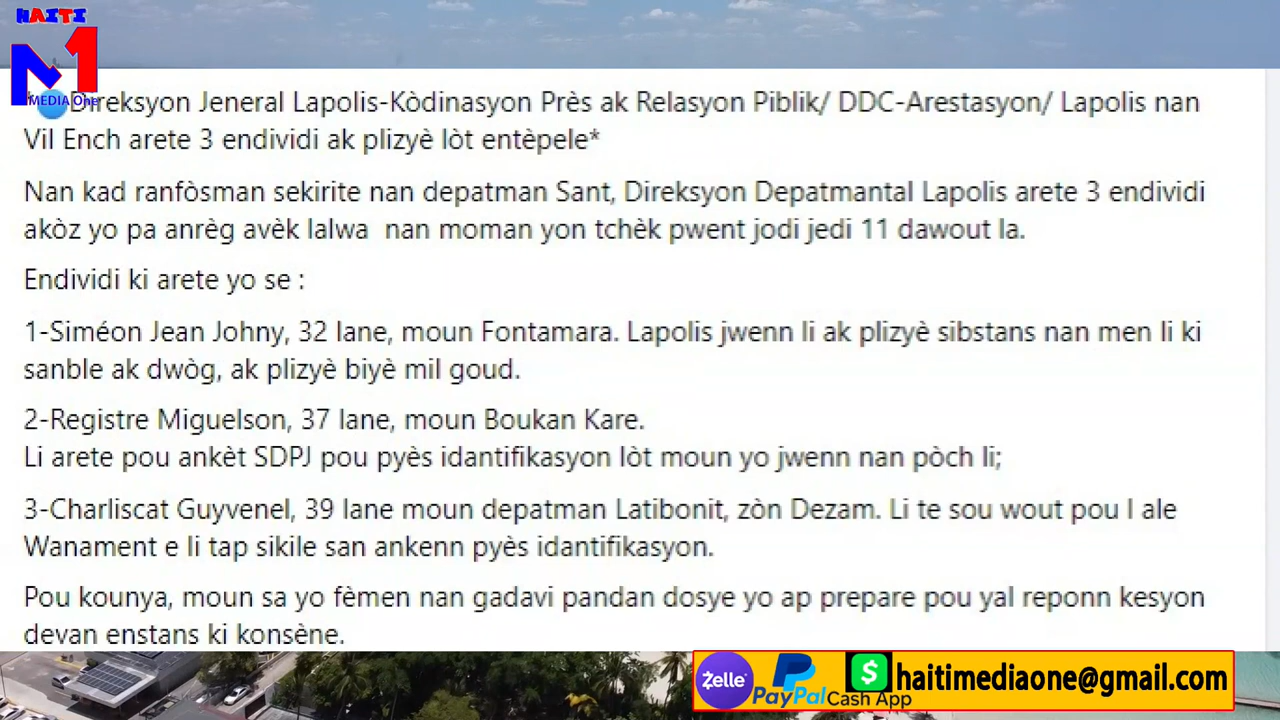 HAITI
M1
MEDIA One
Direksyon Jeneral Lapolis-Kòdinasyon Près ak Relasyon Piblik/ DDC-Arestasyon/ Lapolis nan
Vil Ench arete 3 endividi ak plizyè lòt entèpele*
Nan kad ranfòsman sekirite nan depatman Sant, Direksyon Depatmantal Lapolis arete 3 endividi
akòz yo pa anrèg avèk lalwa nan moman yon tchèk pwent jodi jedi 11 dawout la.
Endividi ki arete yo se :
1-Siméon Jean Johny, 32 lane, moun Fontamara. Lapolis jwenn li ak plizyè sibstans nan men li ki
sanble ak dwòg, ak plizyè biyè mil goud.
2-Registre Miguelson, 37 lane, moun Boukan Kare.
Li arete pou ankèt SDPJ pou pyès idantifikasyon lòt moun yo jwenn nan pòch li;
3-Charliscat Guyvenel, 39 lane moun depatman Latibonit, zòn Dezam. Li te sou wout pou l ale
Wanament e li tap sikile san ankenn pyès idantifikasyon.
Pou kounya, moun sa yo fèmen nan gadavi pandan dosye yo ap prepare pou yal reponn kesyon
devan enstans ki konsène.
Zelle
PayPal
$
Cash App
haitimediaone@gmail.com